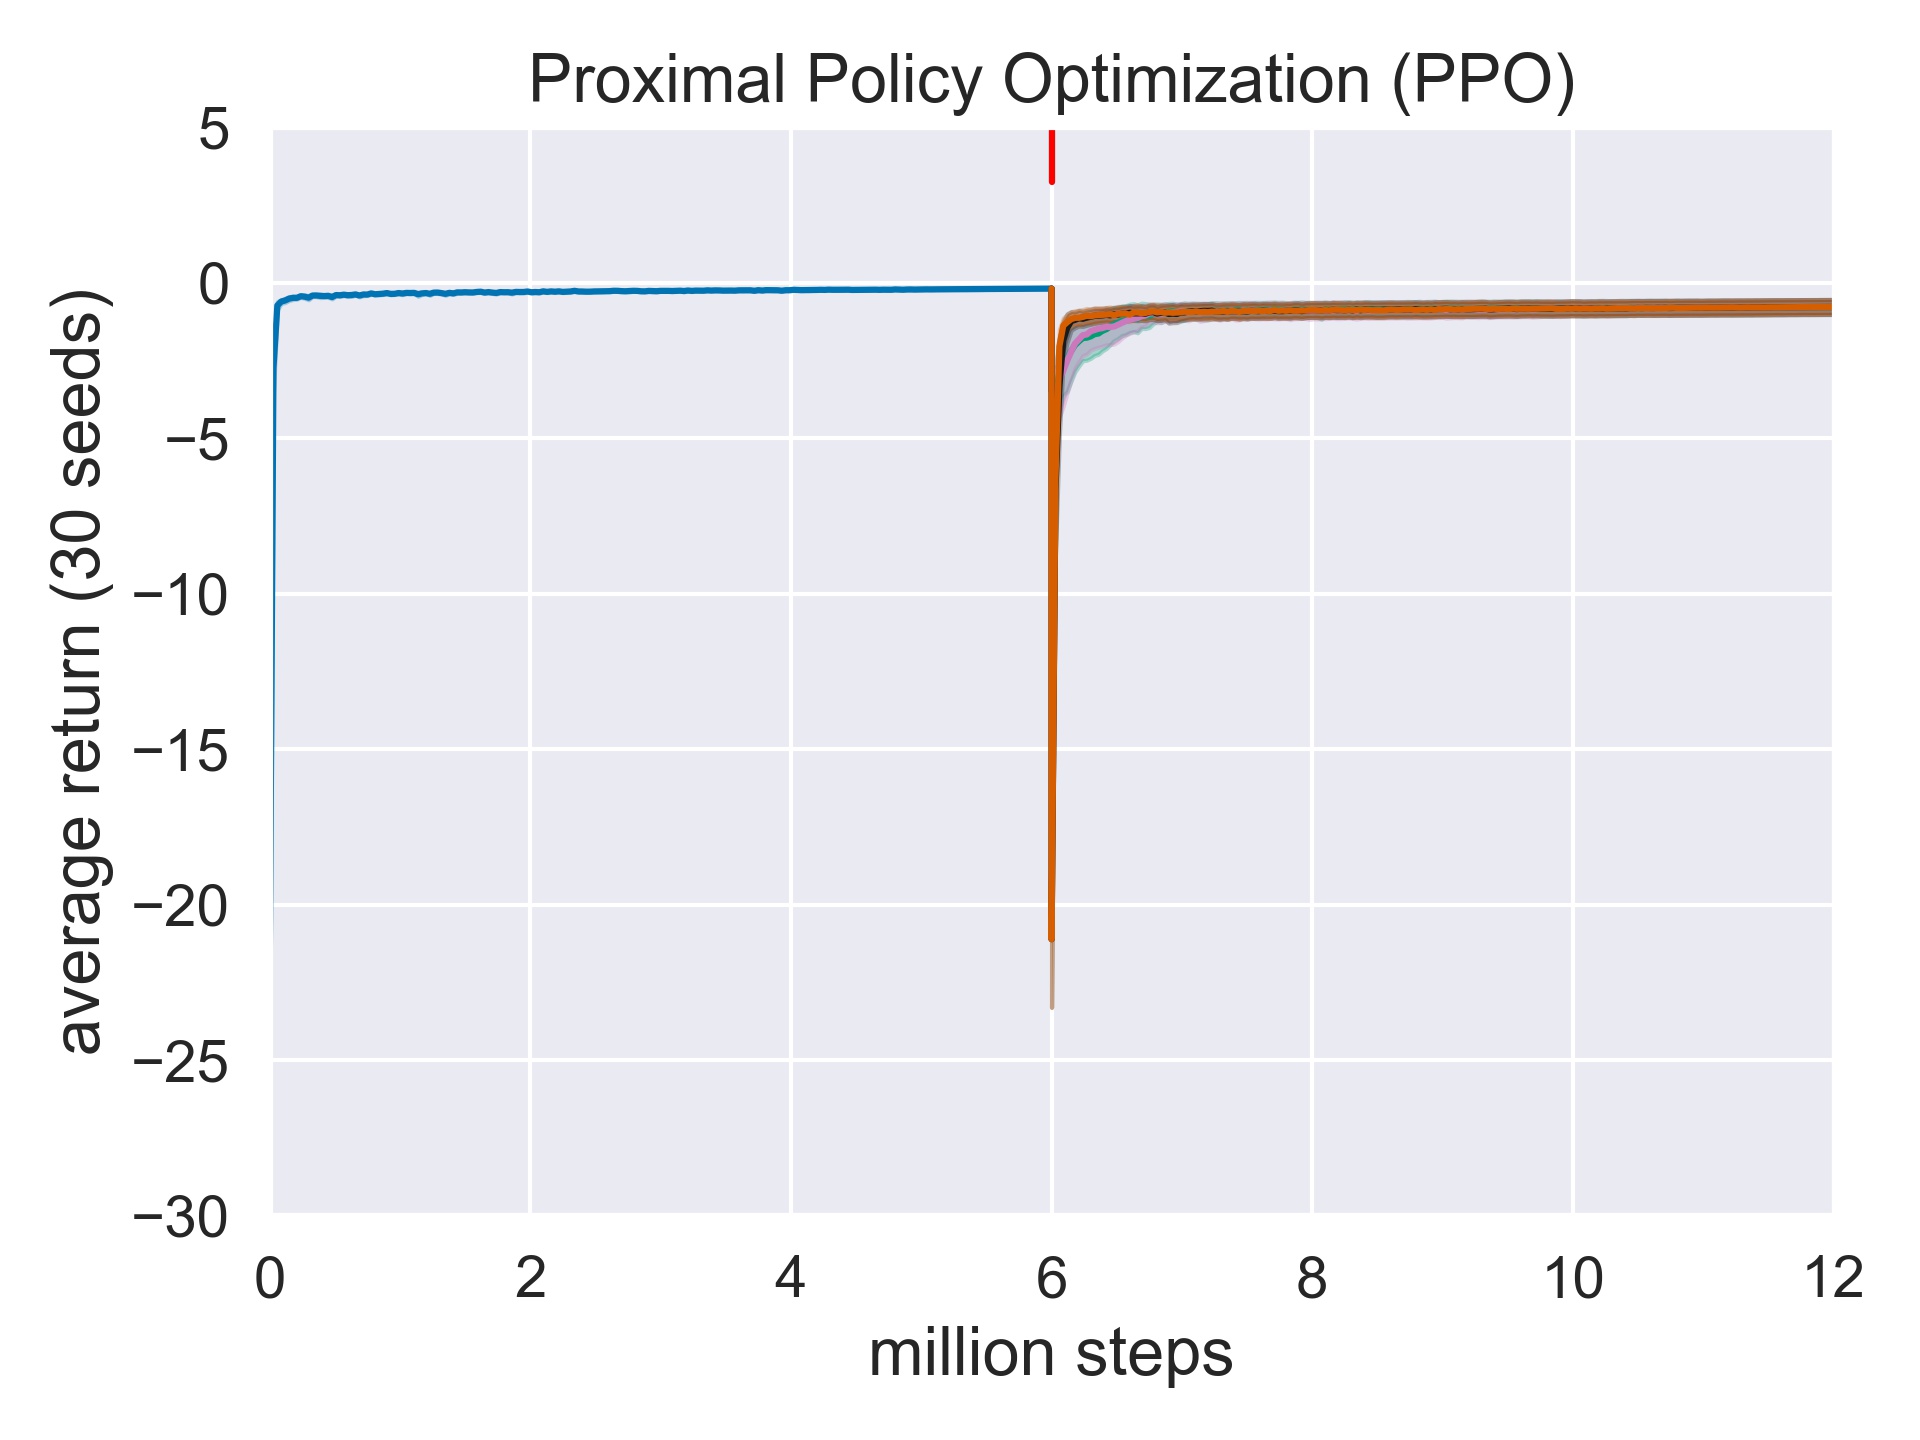 Proximal Policy Optimization (PPO)
average return (30 seeds)
5
0
−5
−10
−15
−20
−25
−30
0 2 4 6 8 10 12
million steps